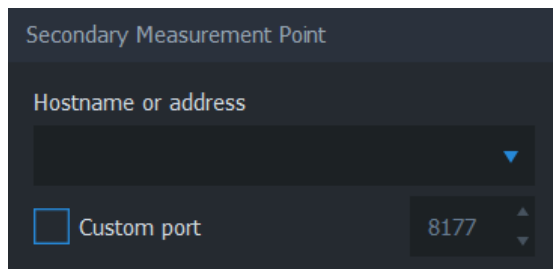 Secondary Measurement Point
Hostname or address
Custom port 8177